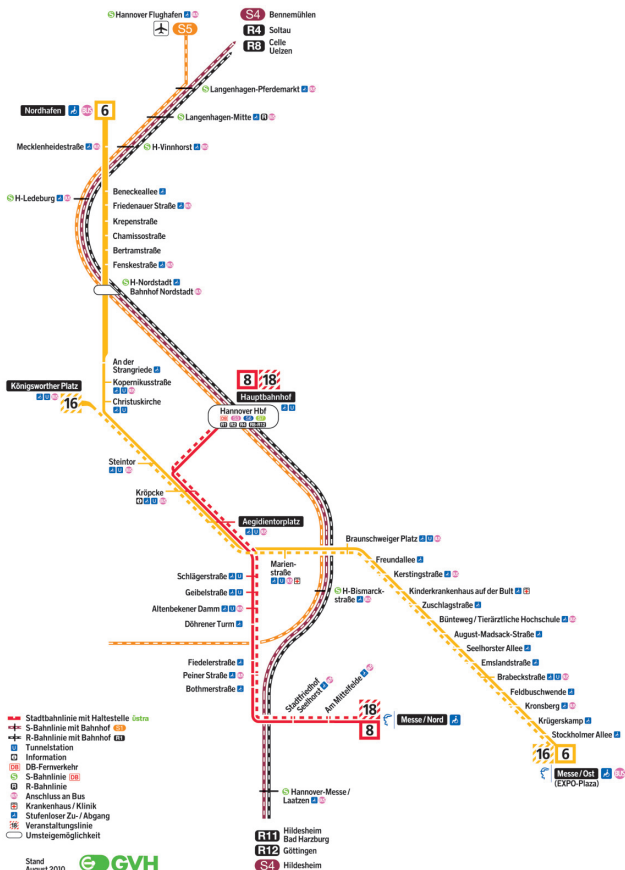 Hannover Flughafen
S5
S4 Bennemühlen
R4 Soltau
R8 Celle
Uelzen
Langenhagen-Pferdemarkt
Nordhafen BUS 6
Langenhagen-Mitte R
Mecklenheidestraße
H-Vinnhorst
Beneckeallee
H-Ledeburg
Friedenauer Straße
Krepenstraße
Chamissostraße
Bertramstraße
Fenskestraße
H-Nordstadt
Bahnhof Nordstadt
An der
Strangriede
Kopernikusstraße
U
Christuskirche
U
Königsworther Platz
U
16
8 18
Hauptbahnhof
U
Hannover Hbf
Steintor
U
Kröpcke
U
Aegidientorplatz
U
Braunschweiger Platz U
Marien-
straße
U
Freundallee
Kerstingstraße
Schlägerstraße U
Geibelstraße U
Altenbekener Damm U
Döhrener Turm
H-Bismarck-
straße
Kinderkrankenhaus auf der Bult
Zuschlagstraße
Bünteweg / Tierärztliche Hochschule
August-Madsack-Straße
Seelhorster Allee
Emslandstraße
Brabeckstraße U
Feldbuschwende
Kronsberg
Krügerskamp
Stockholmer Allee
Fiedelerstraße
Peiner Straße
Bothmerstraße
Stadtfriedhof
Seelhorst
Am Mittelfelde
18
8
Messe / Nord
16 6
Messe / Ost BUS
(EXPO-Plaza)
Hannover-Messe /
Laatzen
R11 Hildesheim
Bad Harzburg
R12 Göttingen
S4 Hildesheim
Stadtbahnlinie mit Haltestelle üstra
S-Bahnlinie mit Bahnhof S1
R-Bahnlinie mit Bahnhof R1
U Tunnelstation
Information
DB DB-Fernverkehr
S S-Bahnlinie DB
R R-Bahnlinie
Anschluss an Bus
Krankenhaus / Klinik
Stufenloser Zu- / Abgang
18 Veranstaltungslinie
Umsteigemöglichkeit
Stand
August 2010
GVH